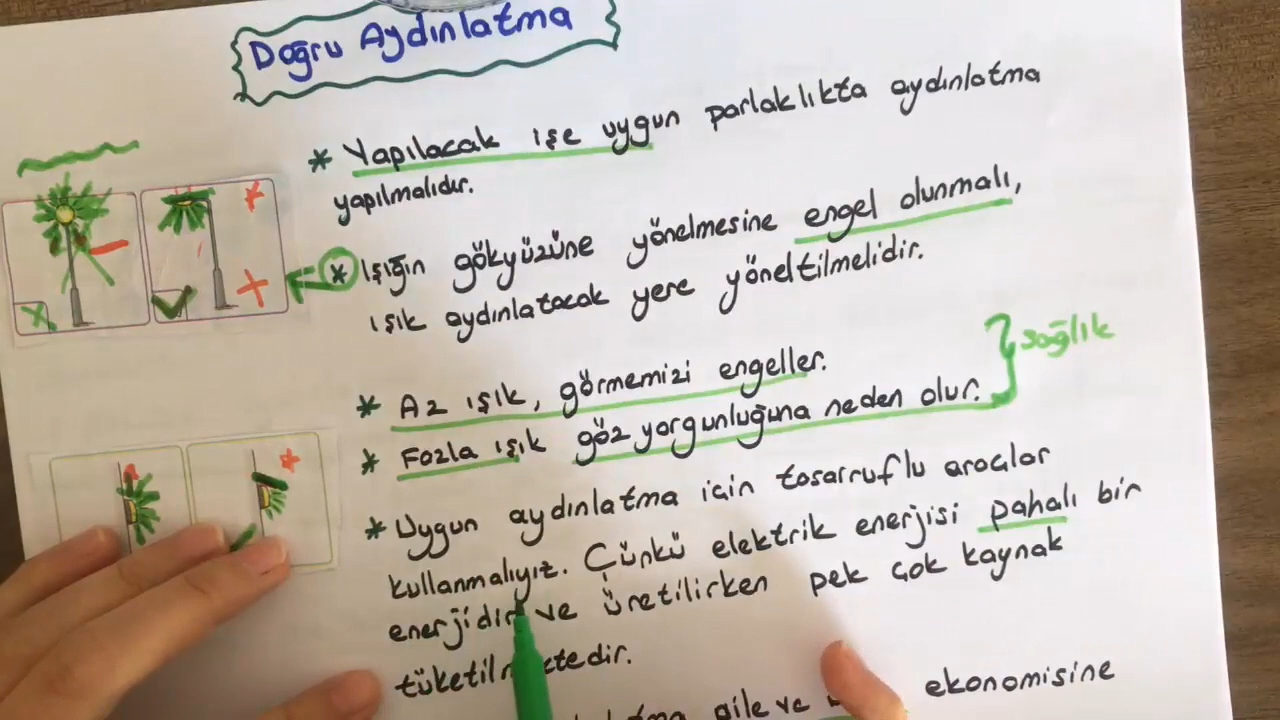 Doğru Aydınlatma
* Yapılacak işe uygun parlaklıkta aydınlatma
yapılmalıdır.
* Işığın gökyüzüne yönelmesine engel olunmalı,
ışık aydınlatacak yere yöneltilmelidir.
* Az ışık, görmemizi engeller.
* Fazla ışık göz yorgunluğuna neden olur.
sağlık
* Uygun aydınlatma için tasarruflu araçlar
kullanmalıyız. Çünkü elektrik enerjisi pahalı bir
enerjidir ve üretilirken pek çok kaynak
tüketilmektedir.
aile ve ekonomisine